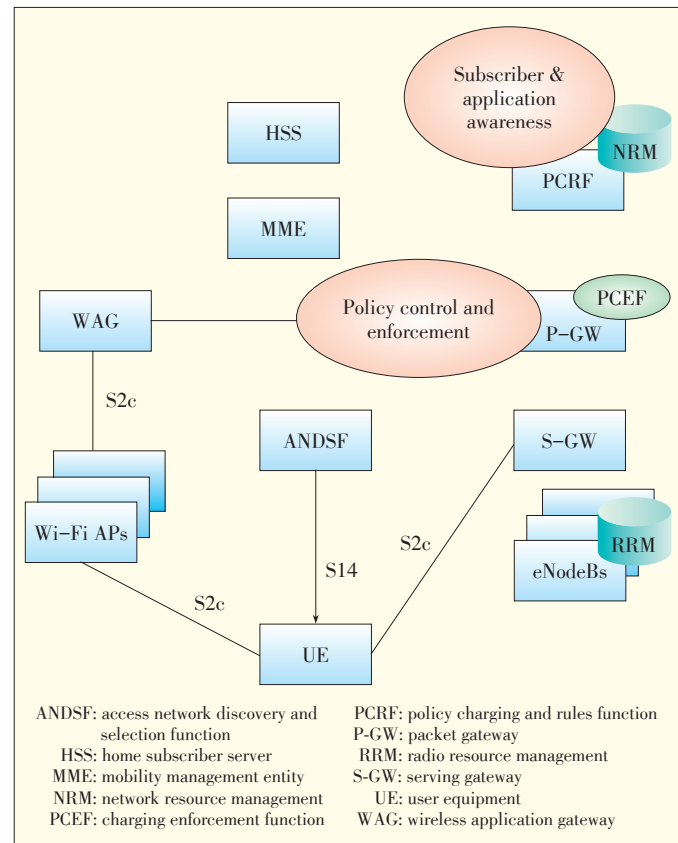 Subscriber &
application
awareness
HSS
NRM
PCRF
MME
PCEF
WAG
Policy control and
enforcement
P-GW
S2c
ANDSF
S-GW
Wi-Fi APs
S2c
RRM
eNodeBs
S14
S2c
UE
ANDSF: access network discovery and
selection function
HSS: home subscriber server
MME: mobility management entity
NRM: network resource management
PCEF: charging enforcement function
PCRF: policy charging and rules function
P-GW: packet gateway
RRM: radio resource management
S-GW: serving gateway
UE: user equipment
WAG: wireless application gateway